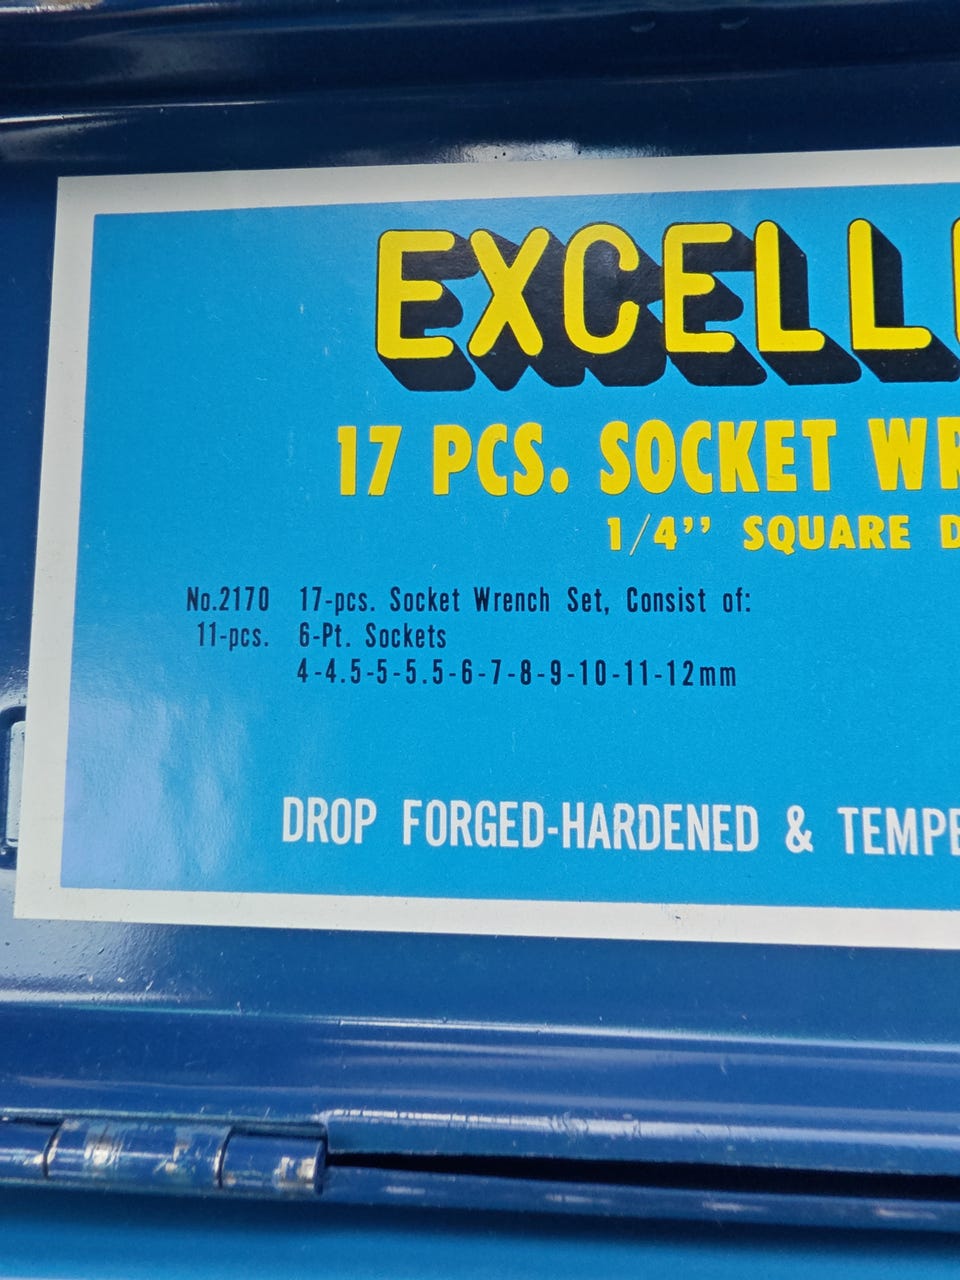 EXCELL
17 PCS. SOCKET
1/4’’ SQUARE
No.2170 17-pcs. Socket Wrench Set, Consist of:
11-pcs. 6-Pt. Sockets
4-4.5-5-5.5-6-7-8-9-10-11-12mm
DROP FORGED-HARDENED & TEMPE